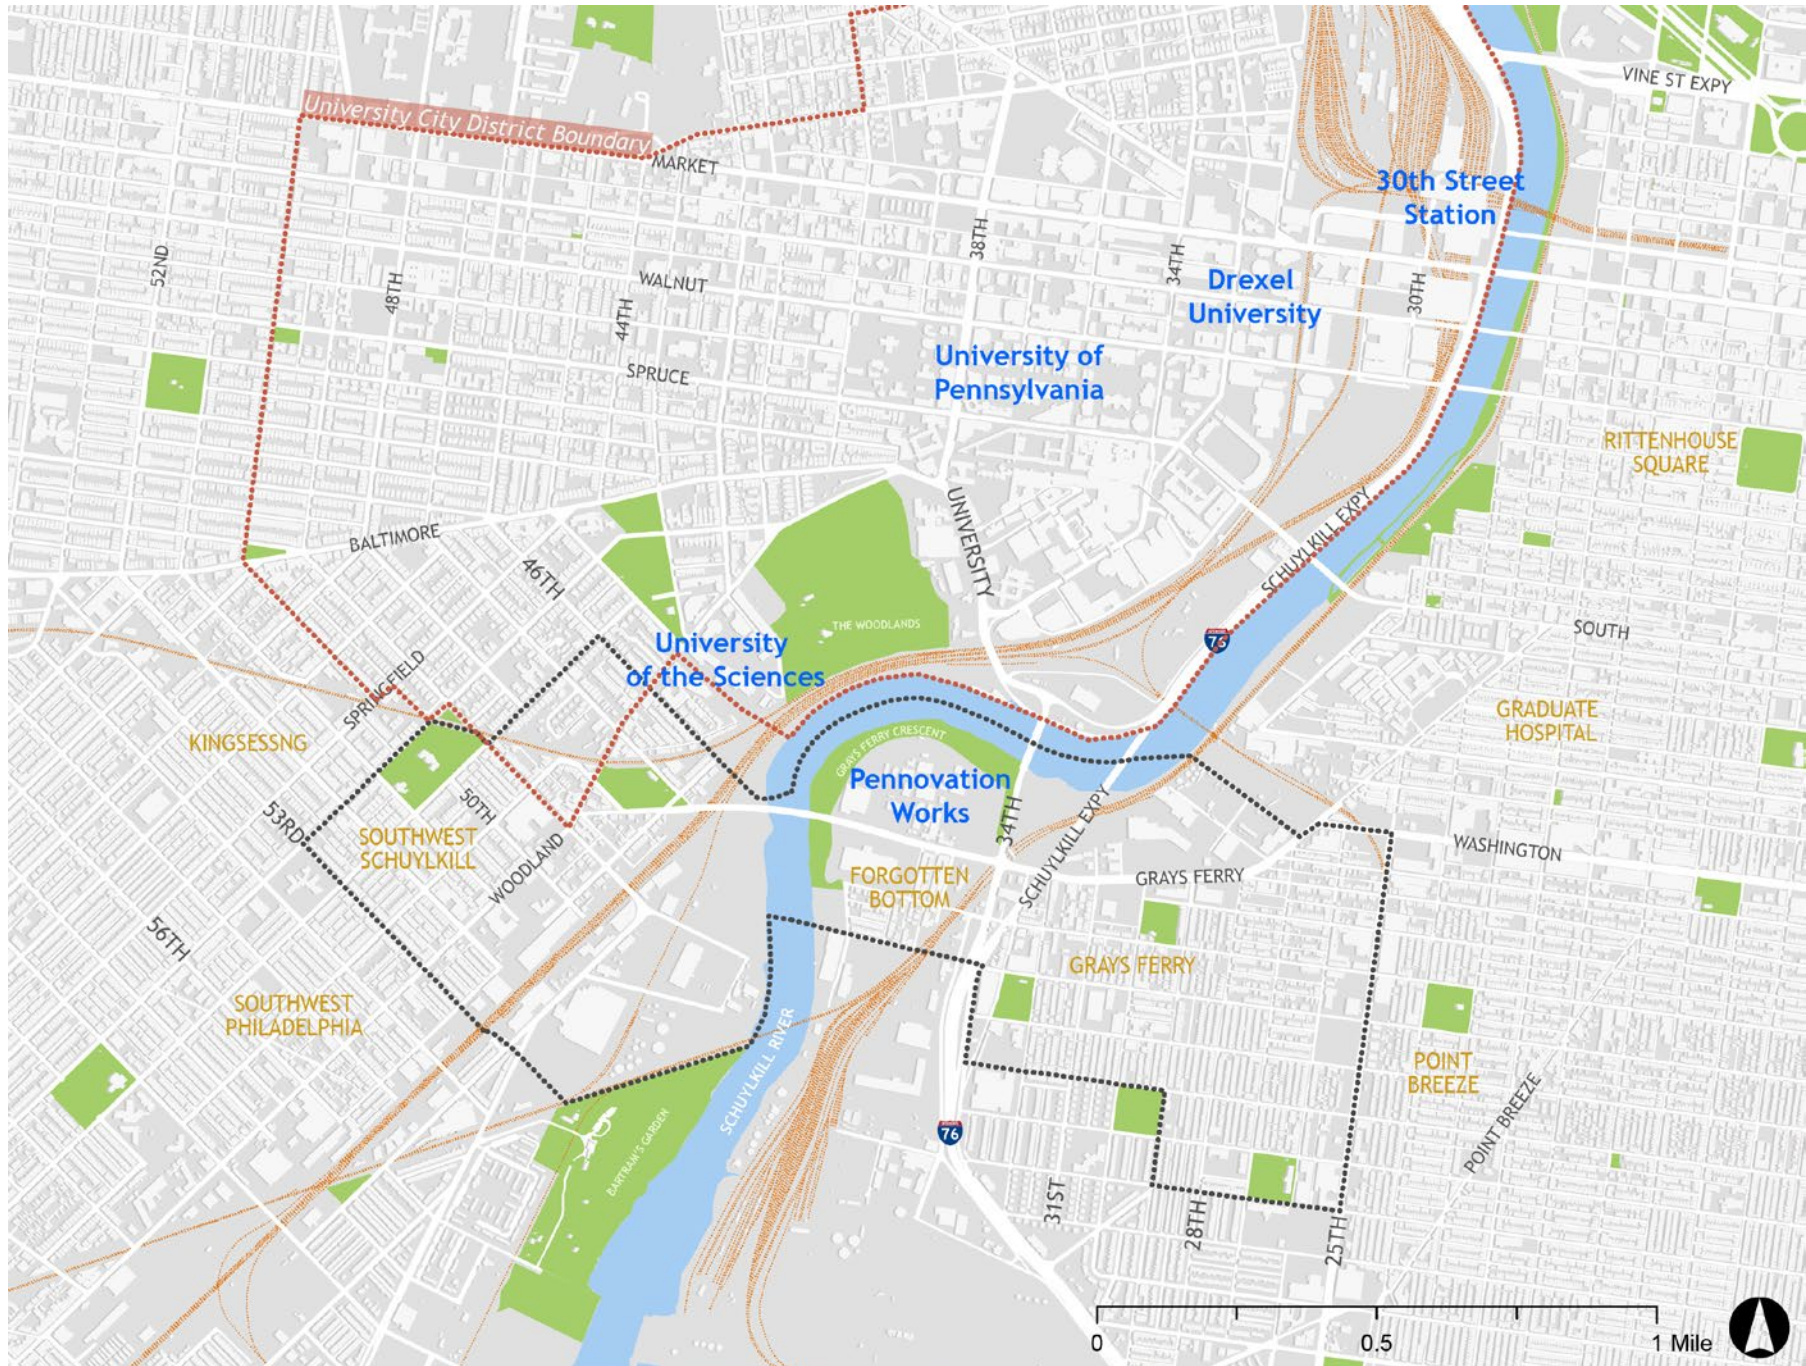 VINE ST EXPY
University City District Boundary
MARKET
30th Street
Station
52ND
48TH
44TH
38TH
34TH
30TH
WALNUT
Drexel
University
SPRUCE
University of
Pennsylvania
RITTENHOUSE
SQUARE
BALTIMORE
UNIVERSITY
SCHUYLKILL EXPY
46TH
THE WOODLANDS
SOUTH
76
University
of the Sciences
SPRINGFIELD
KINGSESSNG
GRADUATE
HOSPITAL
GRAYS FERRY CRESCENT
Pennovation
Works
50TH
53RD
SOUTHWEST
SCHUYLKILL
WOODLAND
34TH
SCHUYLKILL EXPY
WASHINGTON
FORGOTTEN
BOTTOM
GRAYS FERRY
56TH
GRAYS FERRY
SOUTHWEST
PHILADELPHIA
POINT
BREEZE
SCHUYLKILL RIVER
BARTRAM'S GARDEN
76
POINT BREEZE
31ST
28TH
25TH
0
0.5
1 Mile